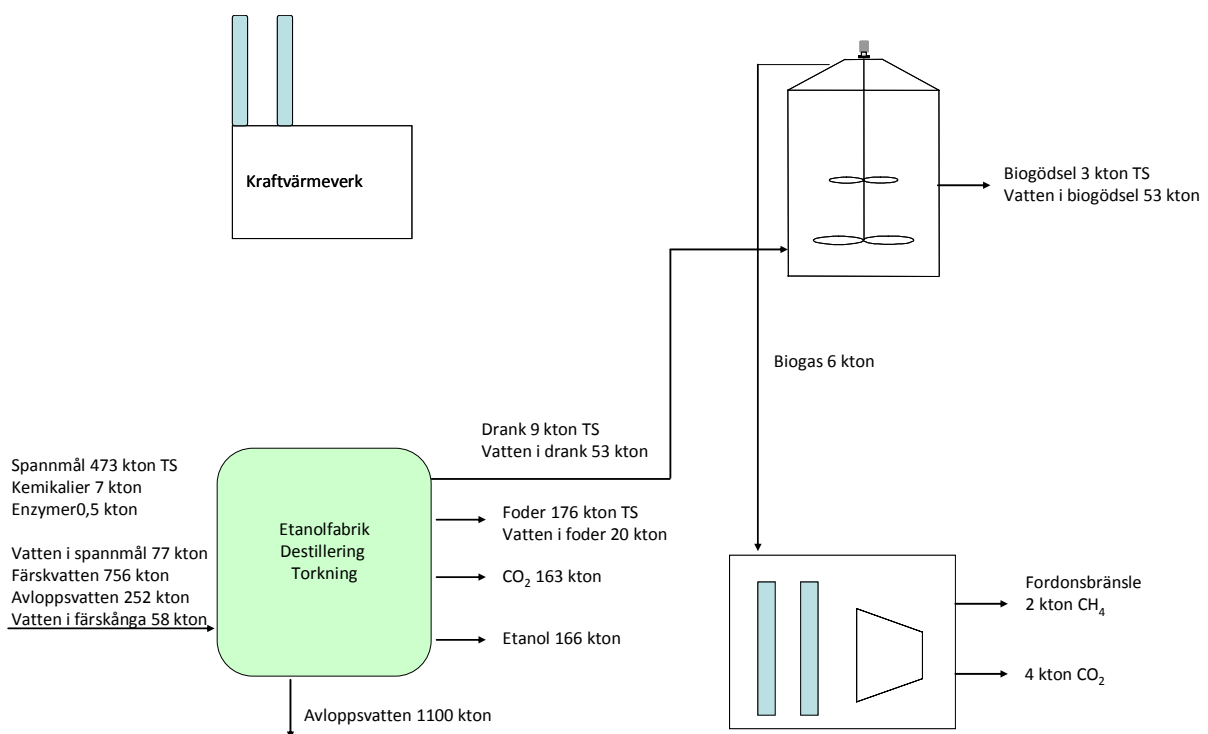 Kraftvärmeverk
Biogödsel 3 kton TS
Vatten i biogödsel 53 kton
Biogas 6 kton
Drank 9 kton TS
Vatten i drank 53 kton
Spannmål 473 kton TS
Kemikalier 7 kton
Enzymer0,5 kton
Vatten i spannmål 77 kton
Färskvatten 756 kton
Avloppsvatten 252 kton
Vatten i färskånga 58 kton
Etanolfabrik
Destillering
Torkning
Foder 176 kton TS
Vatten i foder 20 kton
CO₂ 163 kton
Etanol 166 kton
Avloppsvatten 1100 kton
Fordonsbränsle
2 kton CH₄
4 kton CO₂